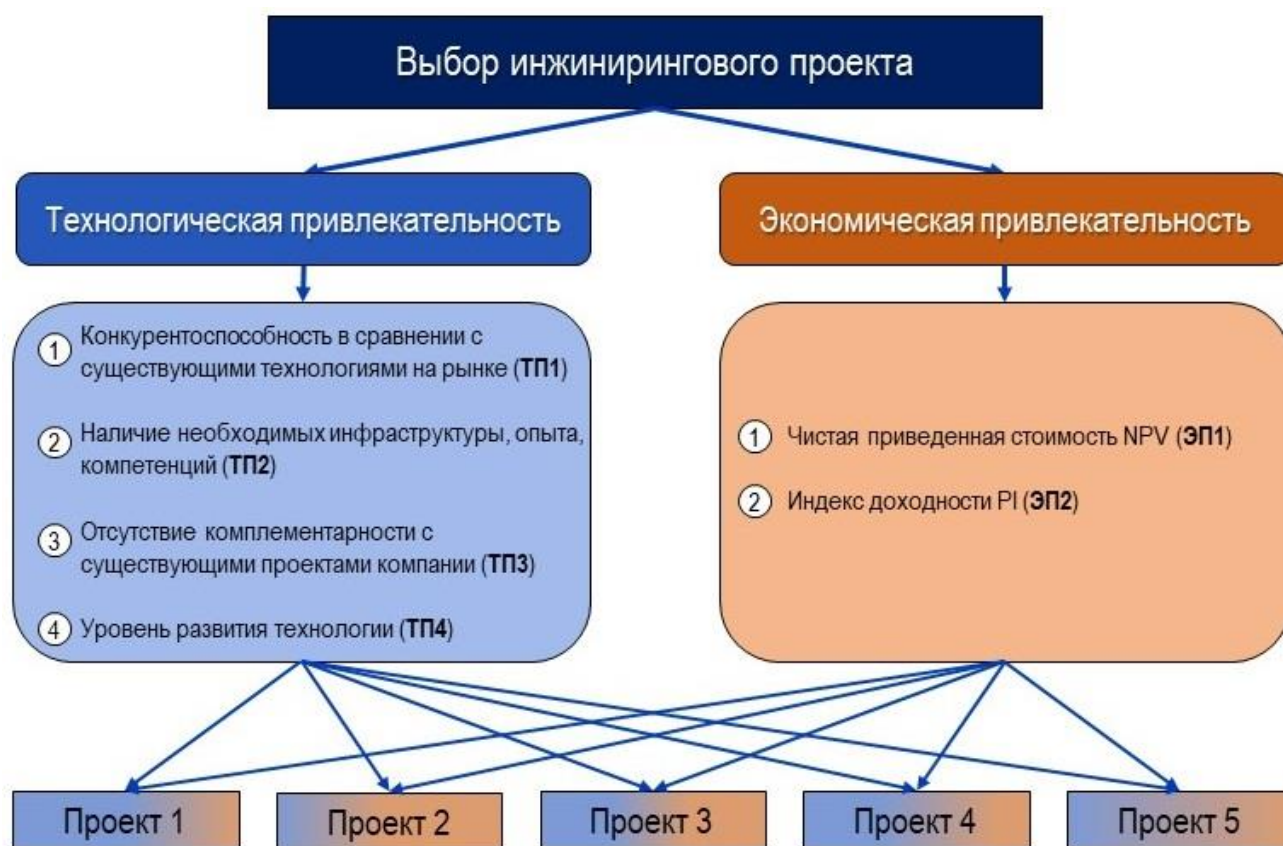 Выбор инжинирингового проекта
Технологическая привлекательность
Экономическая привлекательность
1 Конкурентоспособность в сравнении с
существующими технологиями на рынке (ТП1)
2 Наличие необходимых инфраструктуры, опыта,
компетенций (ТП2)
3 Отсутствие комплементарности с
существующими проектами компании (ТП3)
4 Уровень развития технологии (ТП4)
1 Чистая приведенная стоимость NPV (ЭП1)
2 Индекс доходности PI (ЭП2)
Проект 1
Проект 2
Проект 3
Проект 4
Проект 5